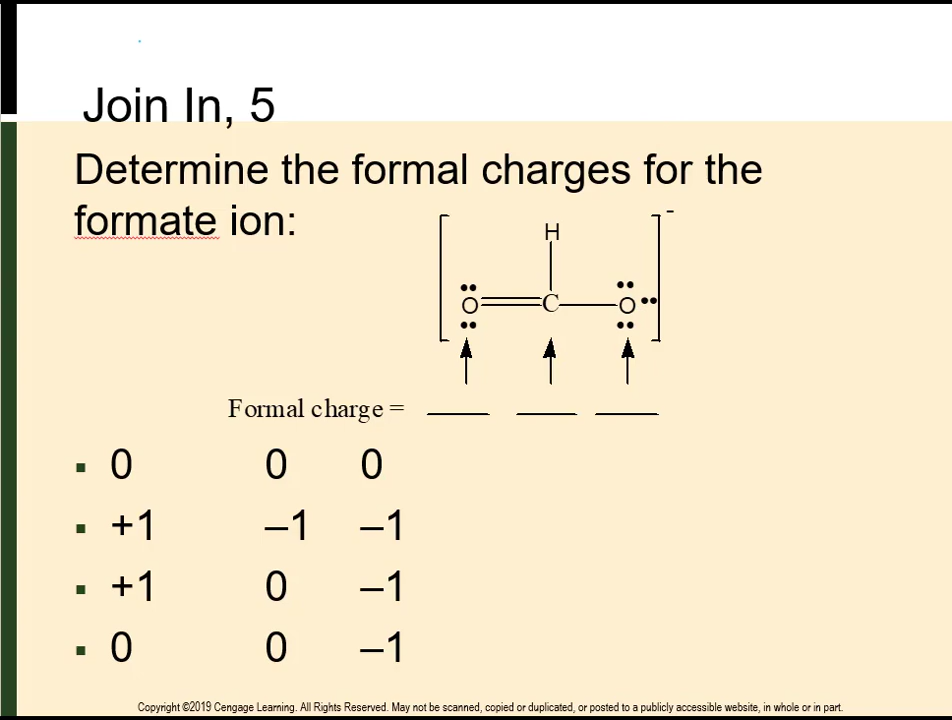 Join In, 5
Determine the formal charges for the
formate ion:
-
H
O C O
Formal charge =
0 0 0
+1 –1 –1
+1 0 –1
0 0 –1
Copyright ©2019 Cengage Learning. All Rights Reserved. May not be scanned, copied or duplicated, or posted to a publicly accessible website, in whole or in part.